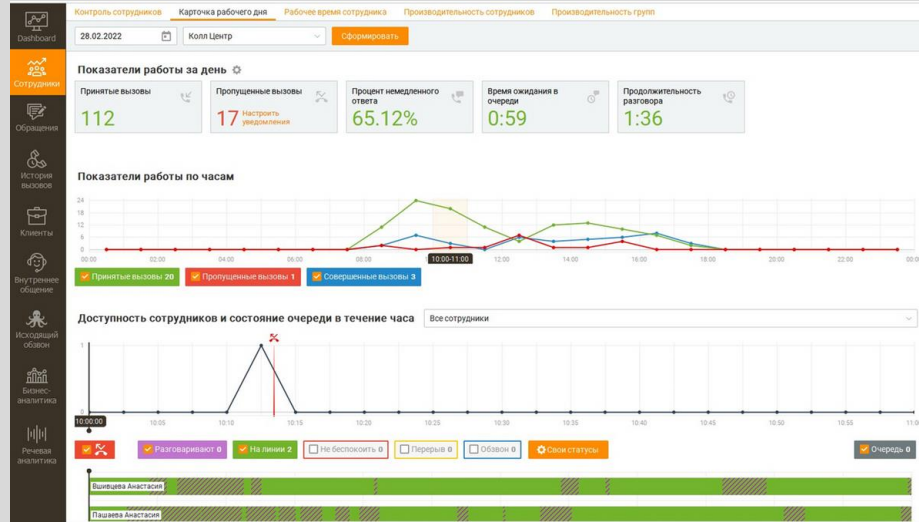 Контроль сотрудников Карточка рабочего дня Рабочее время сотрудника Производительность сотрудников Производительность групп
Dashboard
28.02.2022 Колл Центр Сформировать
Сотрудники
Показатели работы за день
Принятые вызовы
112
Пропущенные вызовы
17 Настроить
уведомления
Процент немедленного
ответа
65.12%
Время ожидания в
очереди
0:59
Продолжительность
разговора
1:36
Обращения
История
вызовов
Клиенты
Внутреннее
общение
Исходящий
обзвон
Бизнес-
аналитика
Речевая
аналитика
Показатели работы по часам
24
18
12
6
0
00:00 02:00 04:00 06:00 08:00 10:00-11:00 12:00 14:00 16:00 18:00 20:00 22:00 00:0
Принятые вызовы 20 Пропущенные вызовы 1 Совершенные вызовы 3
Доступность сотрудников и состояние очереди в течение часа Все сотрудники
1
0
10:00:00 10:05 10:10 10:15 10:20 10:25 10:30 10:35 10:40 10:45 10:50 10:55 11:0
Разговаривают 0 На линии 2 Не беспокоить 0 Перерыв 0 Обзвон 0 Свои статусы Очередь 0
Вшивцева Анастасия
Пашаева Анастасия